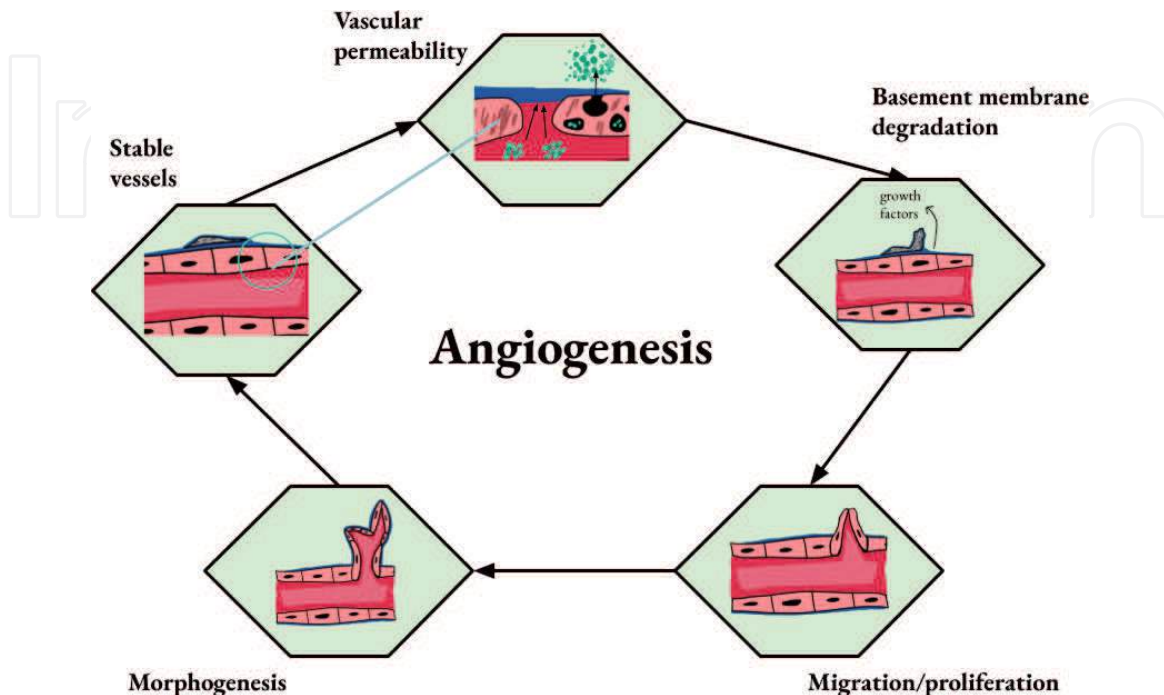 Vascular
permeability
Basement membrane
degradation
Stable
vessels
growth
factors
Angiogenesis
Morphogenesis
Migration/proliferation